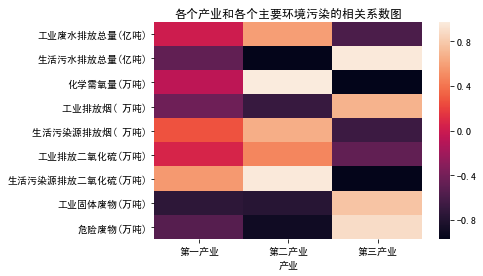 各个产业和各个主要环境污染的相关系数图
工业废水排放总量(亿吨)
生活污水排放总量(亿吨)
化学需氧量(万吨)
工业排放烟( 万吨)
生活污染源排放烟( 万吨)
工业排放二氧化硫(万吨)
生活污染源排放二氧化硫(万吨)
工业固体废物(万吨)
危险废物(万吨)
第一产业 第二产业 第三产业
产业
0.8
0.4
0.0
-0.4
-0.8